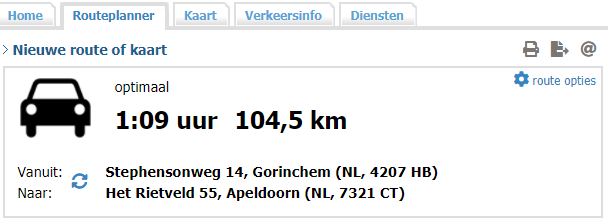 Home Routeplanner Kaart Verkeersinfo Diensten
Nieuwe route of kaart
optimaal route opties
1:09 uur 104,5 km
Vanuit: Stephensonweg 14, Gorinchem (NL, 4207 HB)
Naar: Het Rietveld 55, Apeldoorn (NL, 7321 CT)